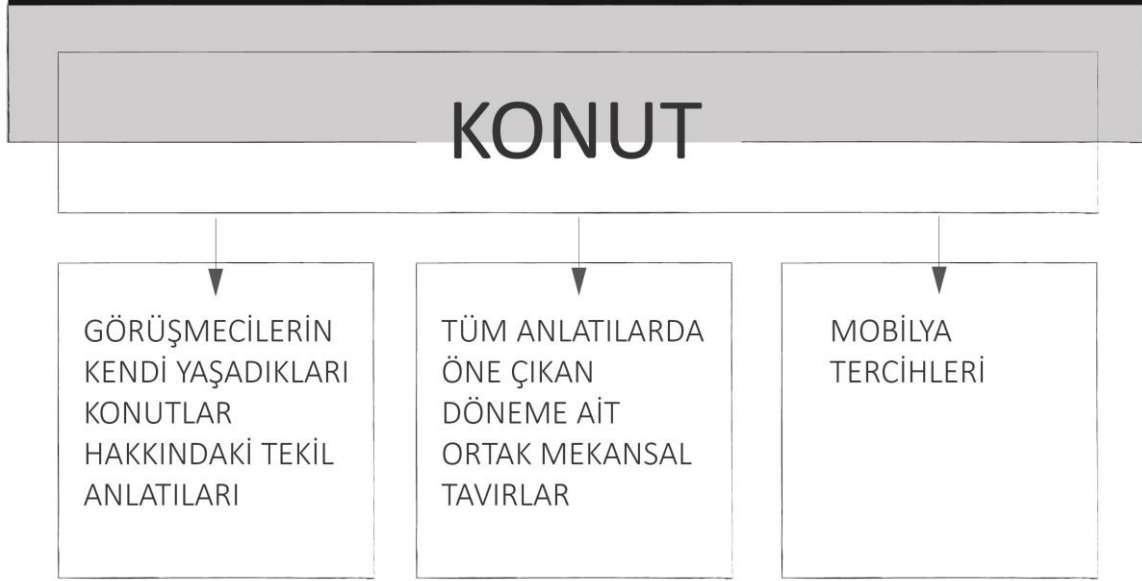 KONUT
GÖRÜŞMECİLERİN
KENDİ YAŞADIKLARI
KONUTLAR
HAKKINDAKİ TEKİL
ANLATILARI
TÜM ANLATILARDA
ÖNE ÇIKAN
DÖNEME AİT
ORTAK MEKANSAL
TAVIRLAR
MOBİLYA
TERCİHLERİ